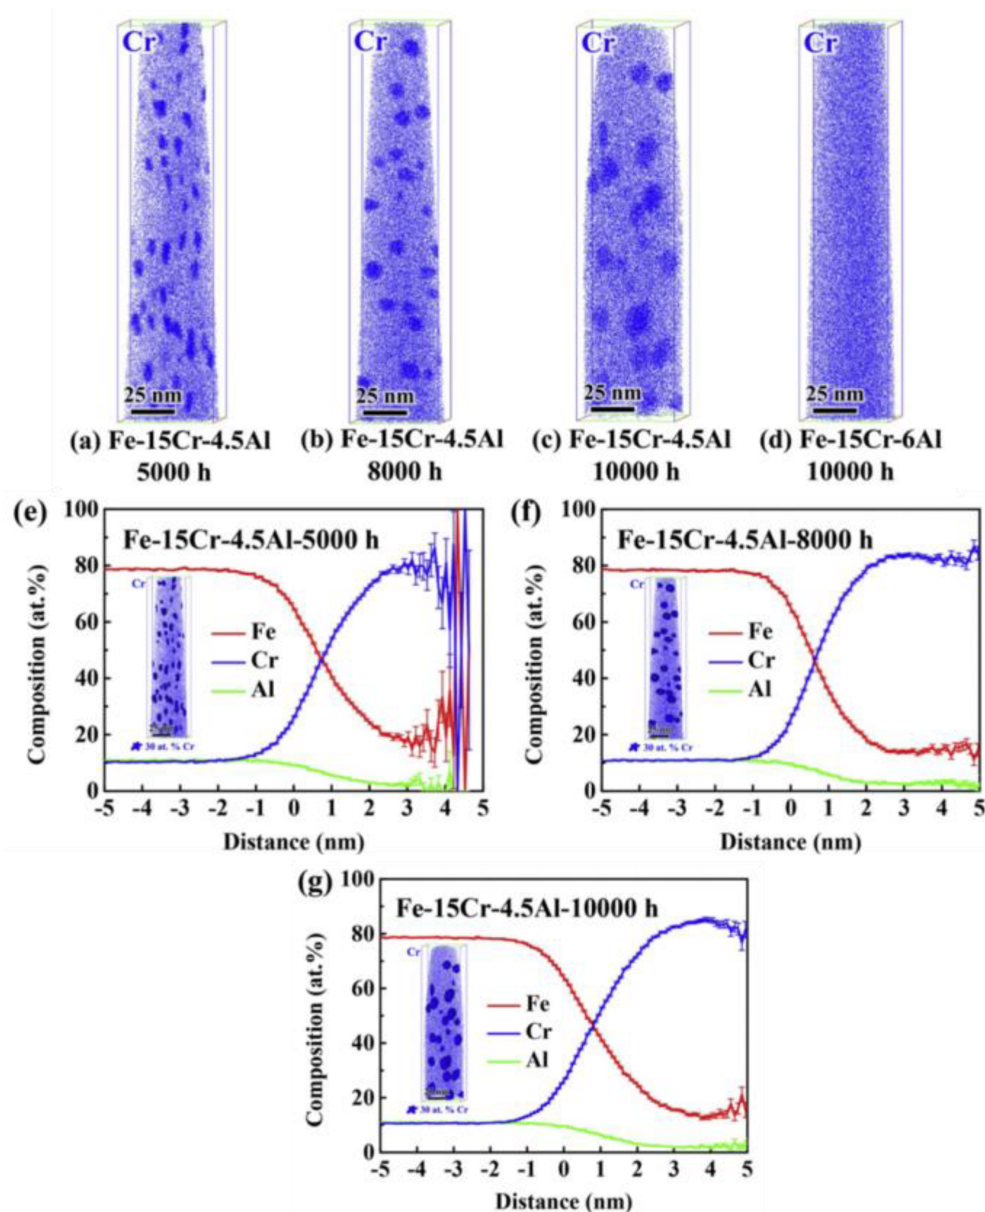 Cr
Cr
Cr
Cr
25 nm
25 nm
25 nm
25 nm
(a) Fe-15Cr-4.5Al
5000 h
(b) Fe-15Cr-4.5Al
8000 h
(c) Fe-15Cr-4.5Al
10000 h
(d) Fe-15Cr-6Al
10000 h
(e)
Fe-15Cr-4.5Al-5000 h
Composition (at.%)
100
80
60
40
20
0
Cr
30 at. % Cr
Fe
Cr
Al
-5 -4 -3 -2 -1 0 1 2 3 4 5
Distance (nm)
(f)
Fe-15Cr-4.5Al-8000 h
Composition (at.%)
100
80
60
40
20
0
Cr
30 at. % Cr
Fe
Cr
Al
-5 -4 -3 -2 -1 0 1 2 3 4 5
Distance (nm)
(g)
Fe-15Cr-4.5Al-10000 h
Composition (at.%)
100
80
60
40
20
0
Cr
30 at. % Cr
Fe
Cr
Al
-5 -4 -3 -2 -1 0 1 2 3 4 5
Distance (nm)